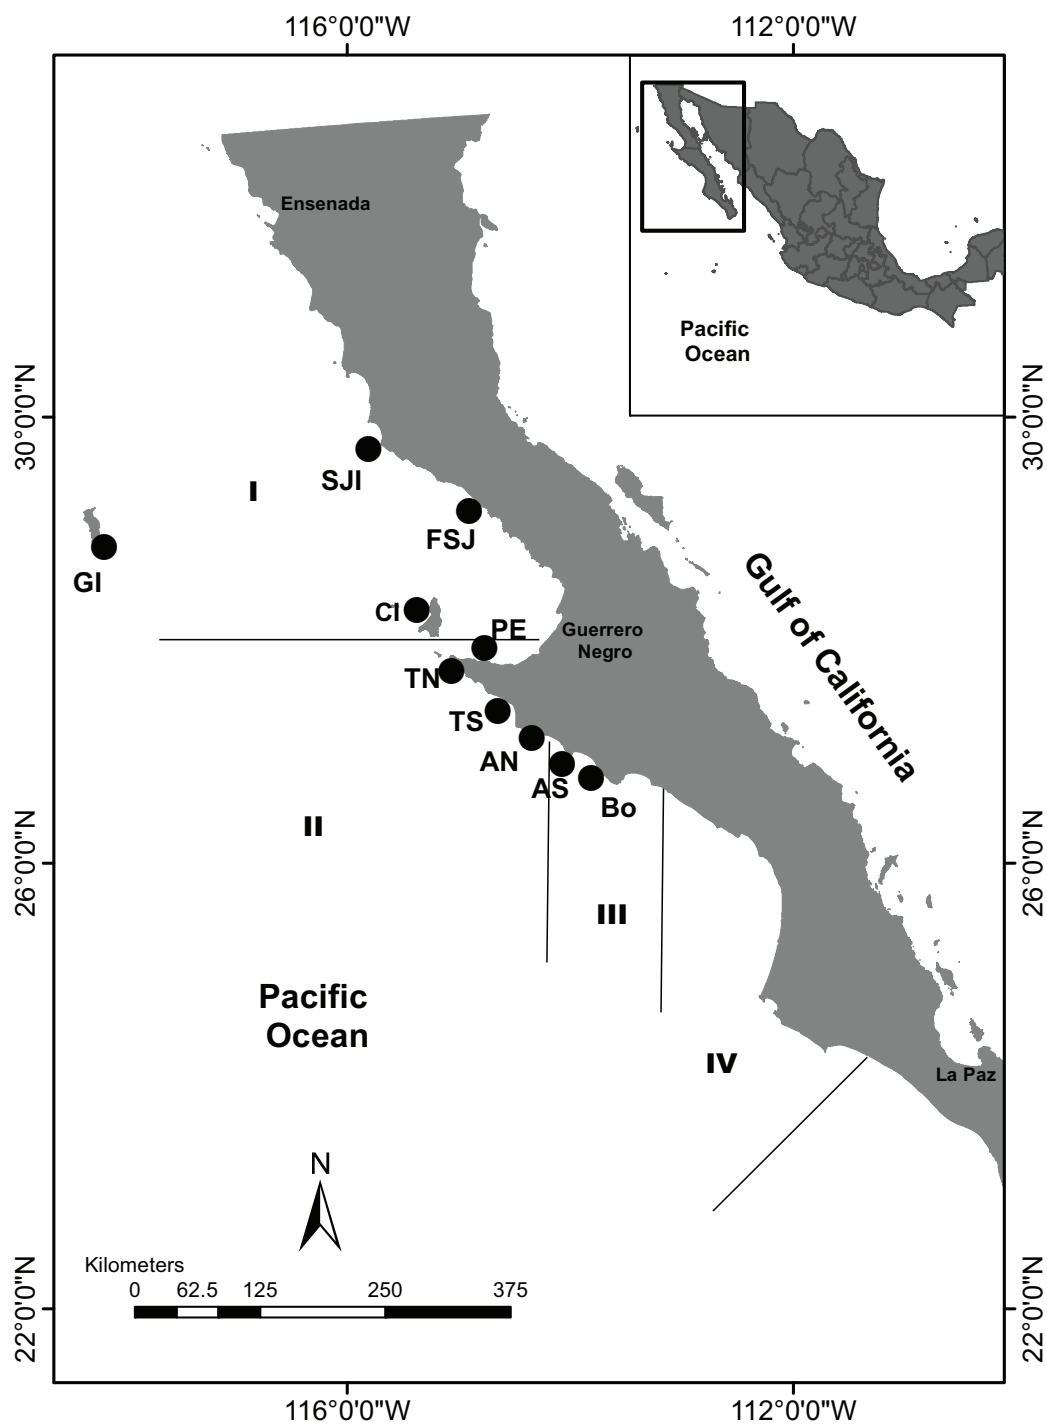 116°0'0"W
112°0'0"W
Ensenada
Pacific
Ocean
30°0'0"N
30°0'0"N
SJI
I
FSJ
GI
Gulf of California
CI
PE
Guerrero
Negro
TN
TS
AN
AS
Bo
II
26°0'0"N
26°0'0"N
III
Pacific
Ocean
IV
La Paz
N
Kilometers
0 62.5 125 250 375
22°0'0"N
22°0'0"N
116°0'0"W
112°0'0"W